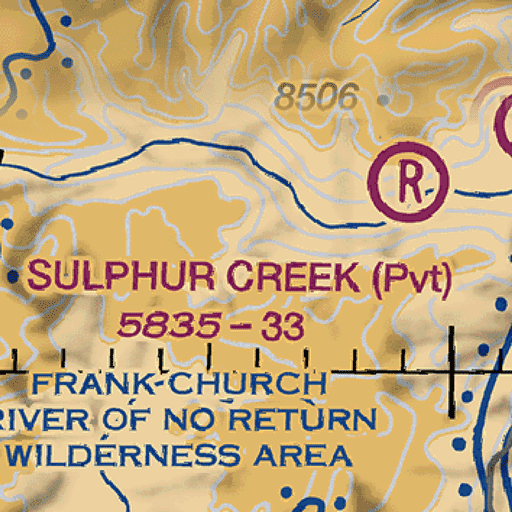 8506
R
SULPHUR CREEK (Pvt)
5835 – 33
FRANK-CHURCH
RIVER OF NO RETURN
WILDERNESS AREA